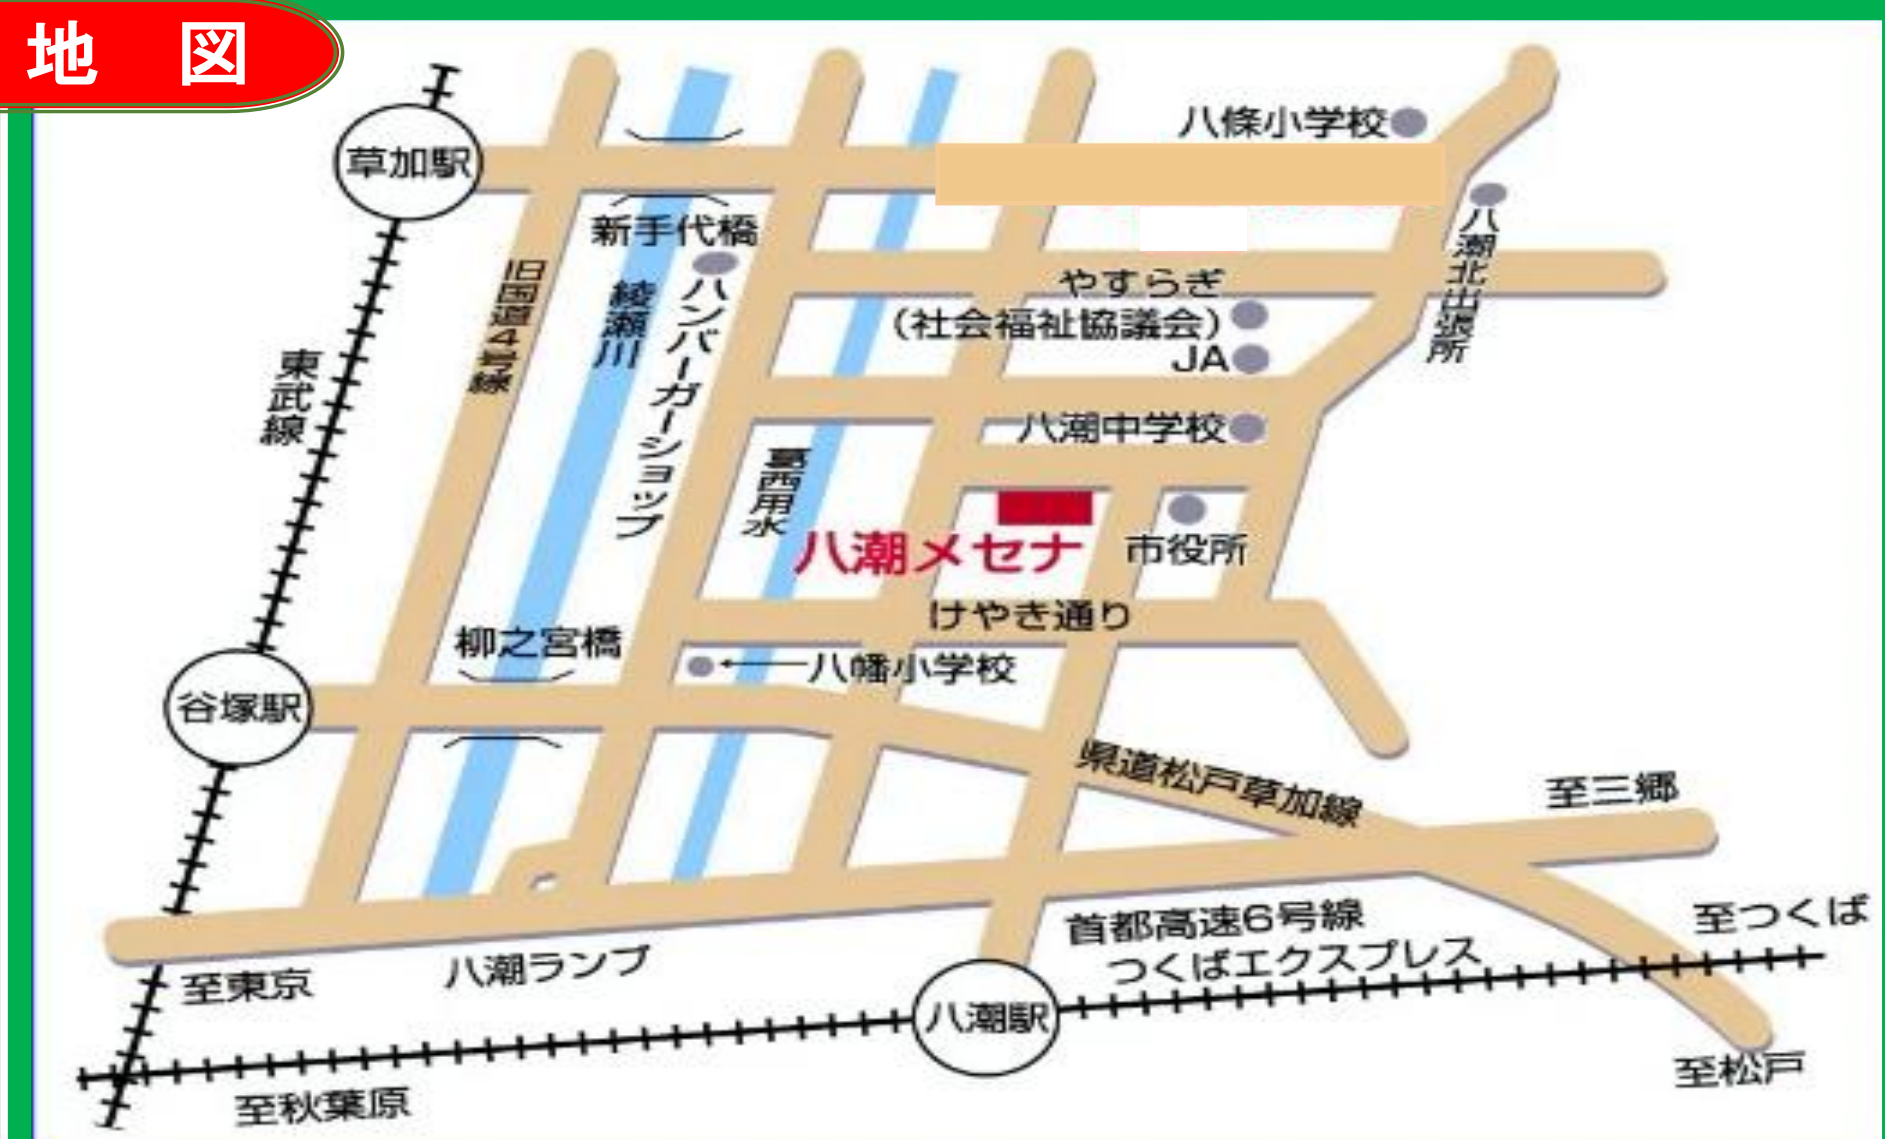 地 図
八條小学校
草加駅
新手代橋
八潮北出張所
旧国道4号線
綾瀬川
ハンバーガーショップ
やすらぎ
(社会福祉協議会)
JA
東武線
八潮中学校
葛西用水
八潮メセナ
市役所
けやき通り
柳之宮橋
八幡小学校
谷塚駅
県道松戸草加線
至三郷
首都高速6号線
つくばエクスプレス
至つくば
至東京
八潮ランプ
八潮駅
至松戸
至秋葉原